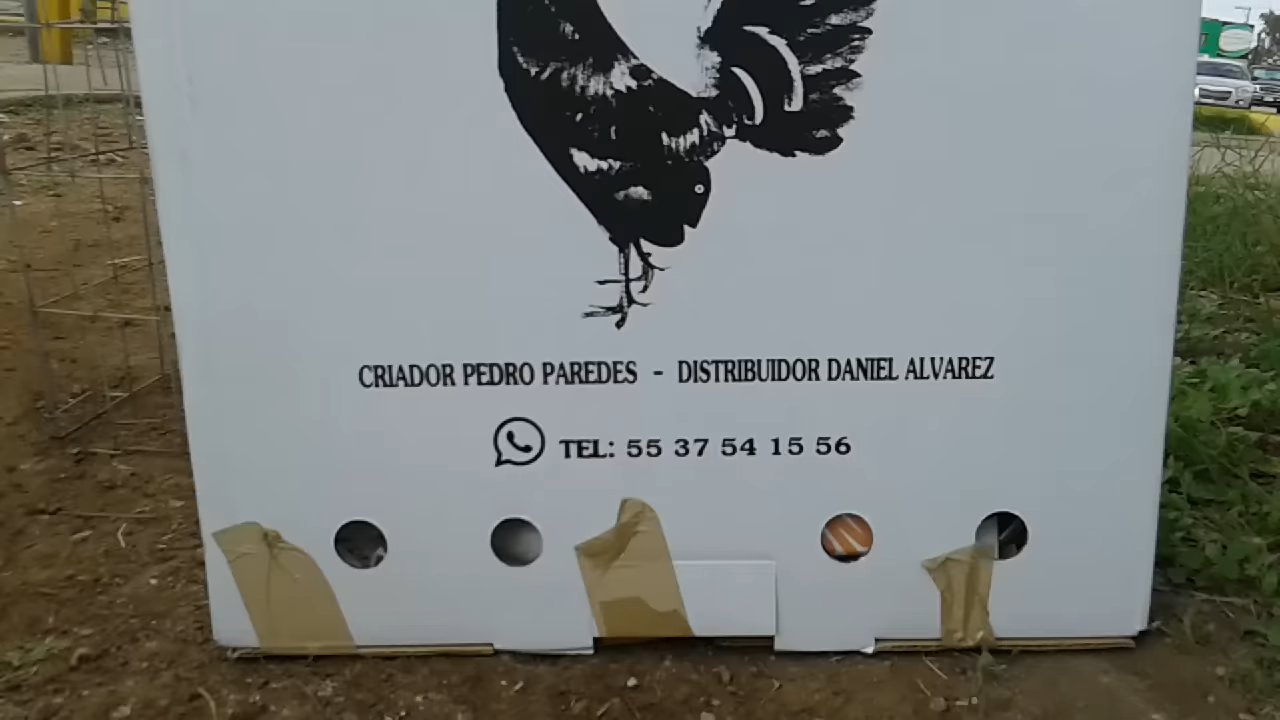 CRIADOR PEDRO PAREDES - DISTRIBUIDOR DANIEL ALVAREZ
TEL: 55 37 54 15 56